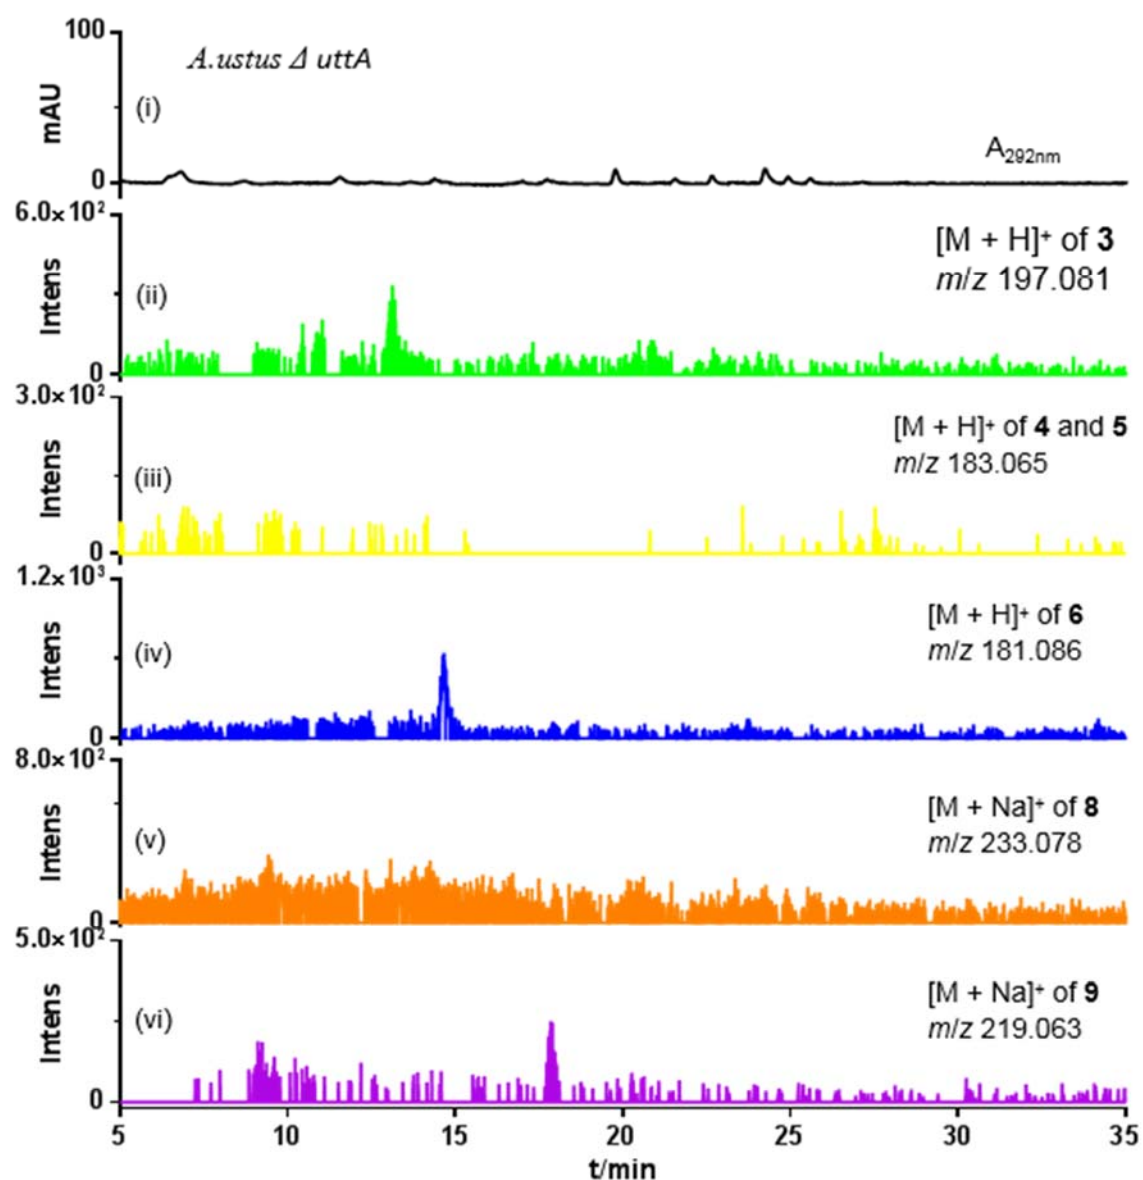 100
A.ustus Δ uttA
mAU
(i)
A292nm
0
6.0×10²
[M + H]⁺ of 3
m/z 197.081
Intens
(ii)
0
3.0×10²
[M + H]⁺ of 4 and 5
m/z 183.065
Intens
(iii)
0
1.2×10³
[M + H]⁺ of 6
m/z 181.086
Intens
(iv)
0
8.0×10²
[M + Na]⁺ of 8
m/z 233.078
Intens
(v)
0
5.0×10²
[M + Na]⁺ of 9
m/z 219.063
Intens
(vi)
0
5 10 15 20 25 30 35
t/min